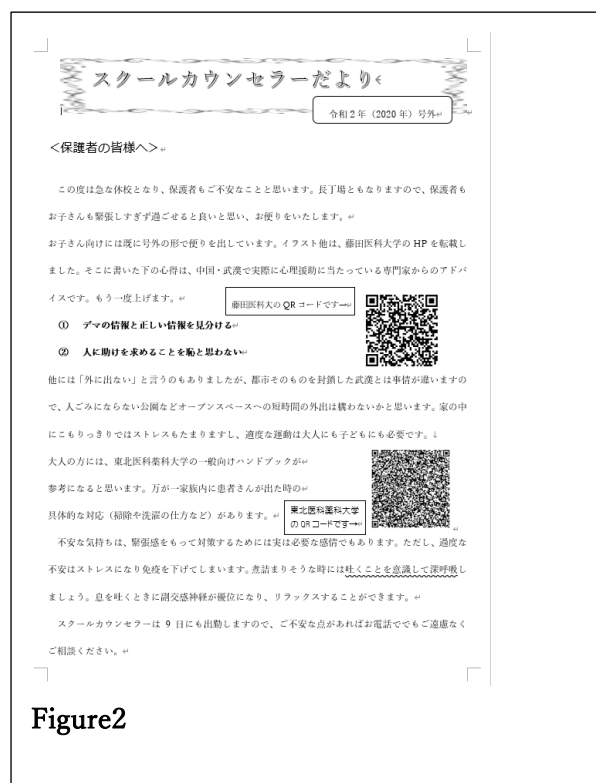 スクールカウンセラーだより
令和2年（2020年）号外
＜保護者の皆様へ＞
この度は急な休校となり、保護者もご不安なことと思います。長丁場ともなりますので、保護者も
お子さんも緊張しすぎず過ごせると良いと思い、お便りをいたします。
お子さん向けには既に号外の形で便りを出しています。イラスト他は、藤田医科大学の HP を転載し
ました。そこに書いた下の心得は、中国・武漢で実際に心理援助に当たっている専門家からのアドバ
イスです。もう一度上げます。
藤田医科大の QR コードです→
① デマの情報と正しい情報を見分ける
② 人に助けを求めることを恥と思わない
他には「外に出ない」と言うのもありましたが、都市そのものを封鎖した武漢とは事情が違いますの
で、人ごみにならない公園などオープンスペースへの短時間の外出は構わないかと思います。家の中
にこもりっきりではストレスもたまりますし、適度な運動は大人にも子どもにも必要です。
大人の方には、東北医科薬科大学の一般向けハンドブックが
参考になると思います。万が一家族内に患者さんが出た時の
具体的な対応（掃除や洗濯の仕方など）があります。
東北医科薬科大学
の QR コードです→
不安な気持ちは、緊張感をもって対策するためには実は必要な感情でもあります。ただし、過度な
不安はストレスになり免疫を下げてしまいます。煮詰まりそうな時には吐くことを意識して深呼吸し
ましょう。息を吐くときに副交感神経が優位になり、リラックスすることができます。
スクールカウンセラーは 9 日にも出勤しますので、ご不安な点があればお電話ででもご遠慮なく
ご相談ください。
Figure2